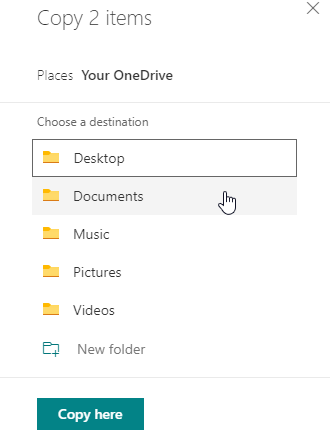 Copy 2 items
Places Your OneDrive
Choose a destination
Desktop
Documents
Music
Pictures
Videos
New folder
Copy here